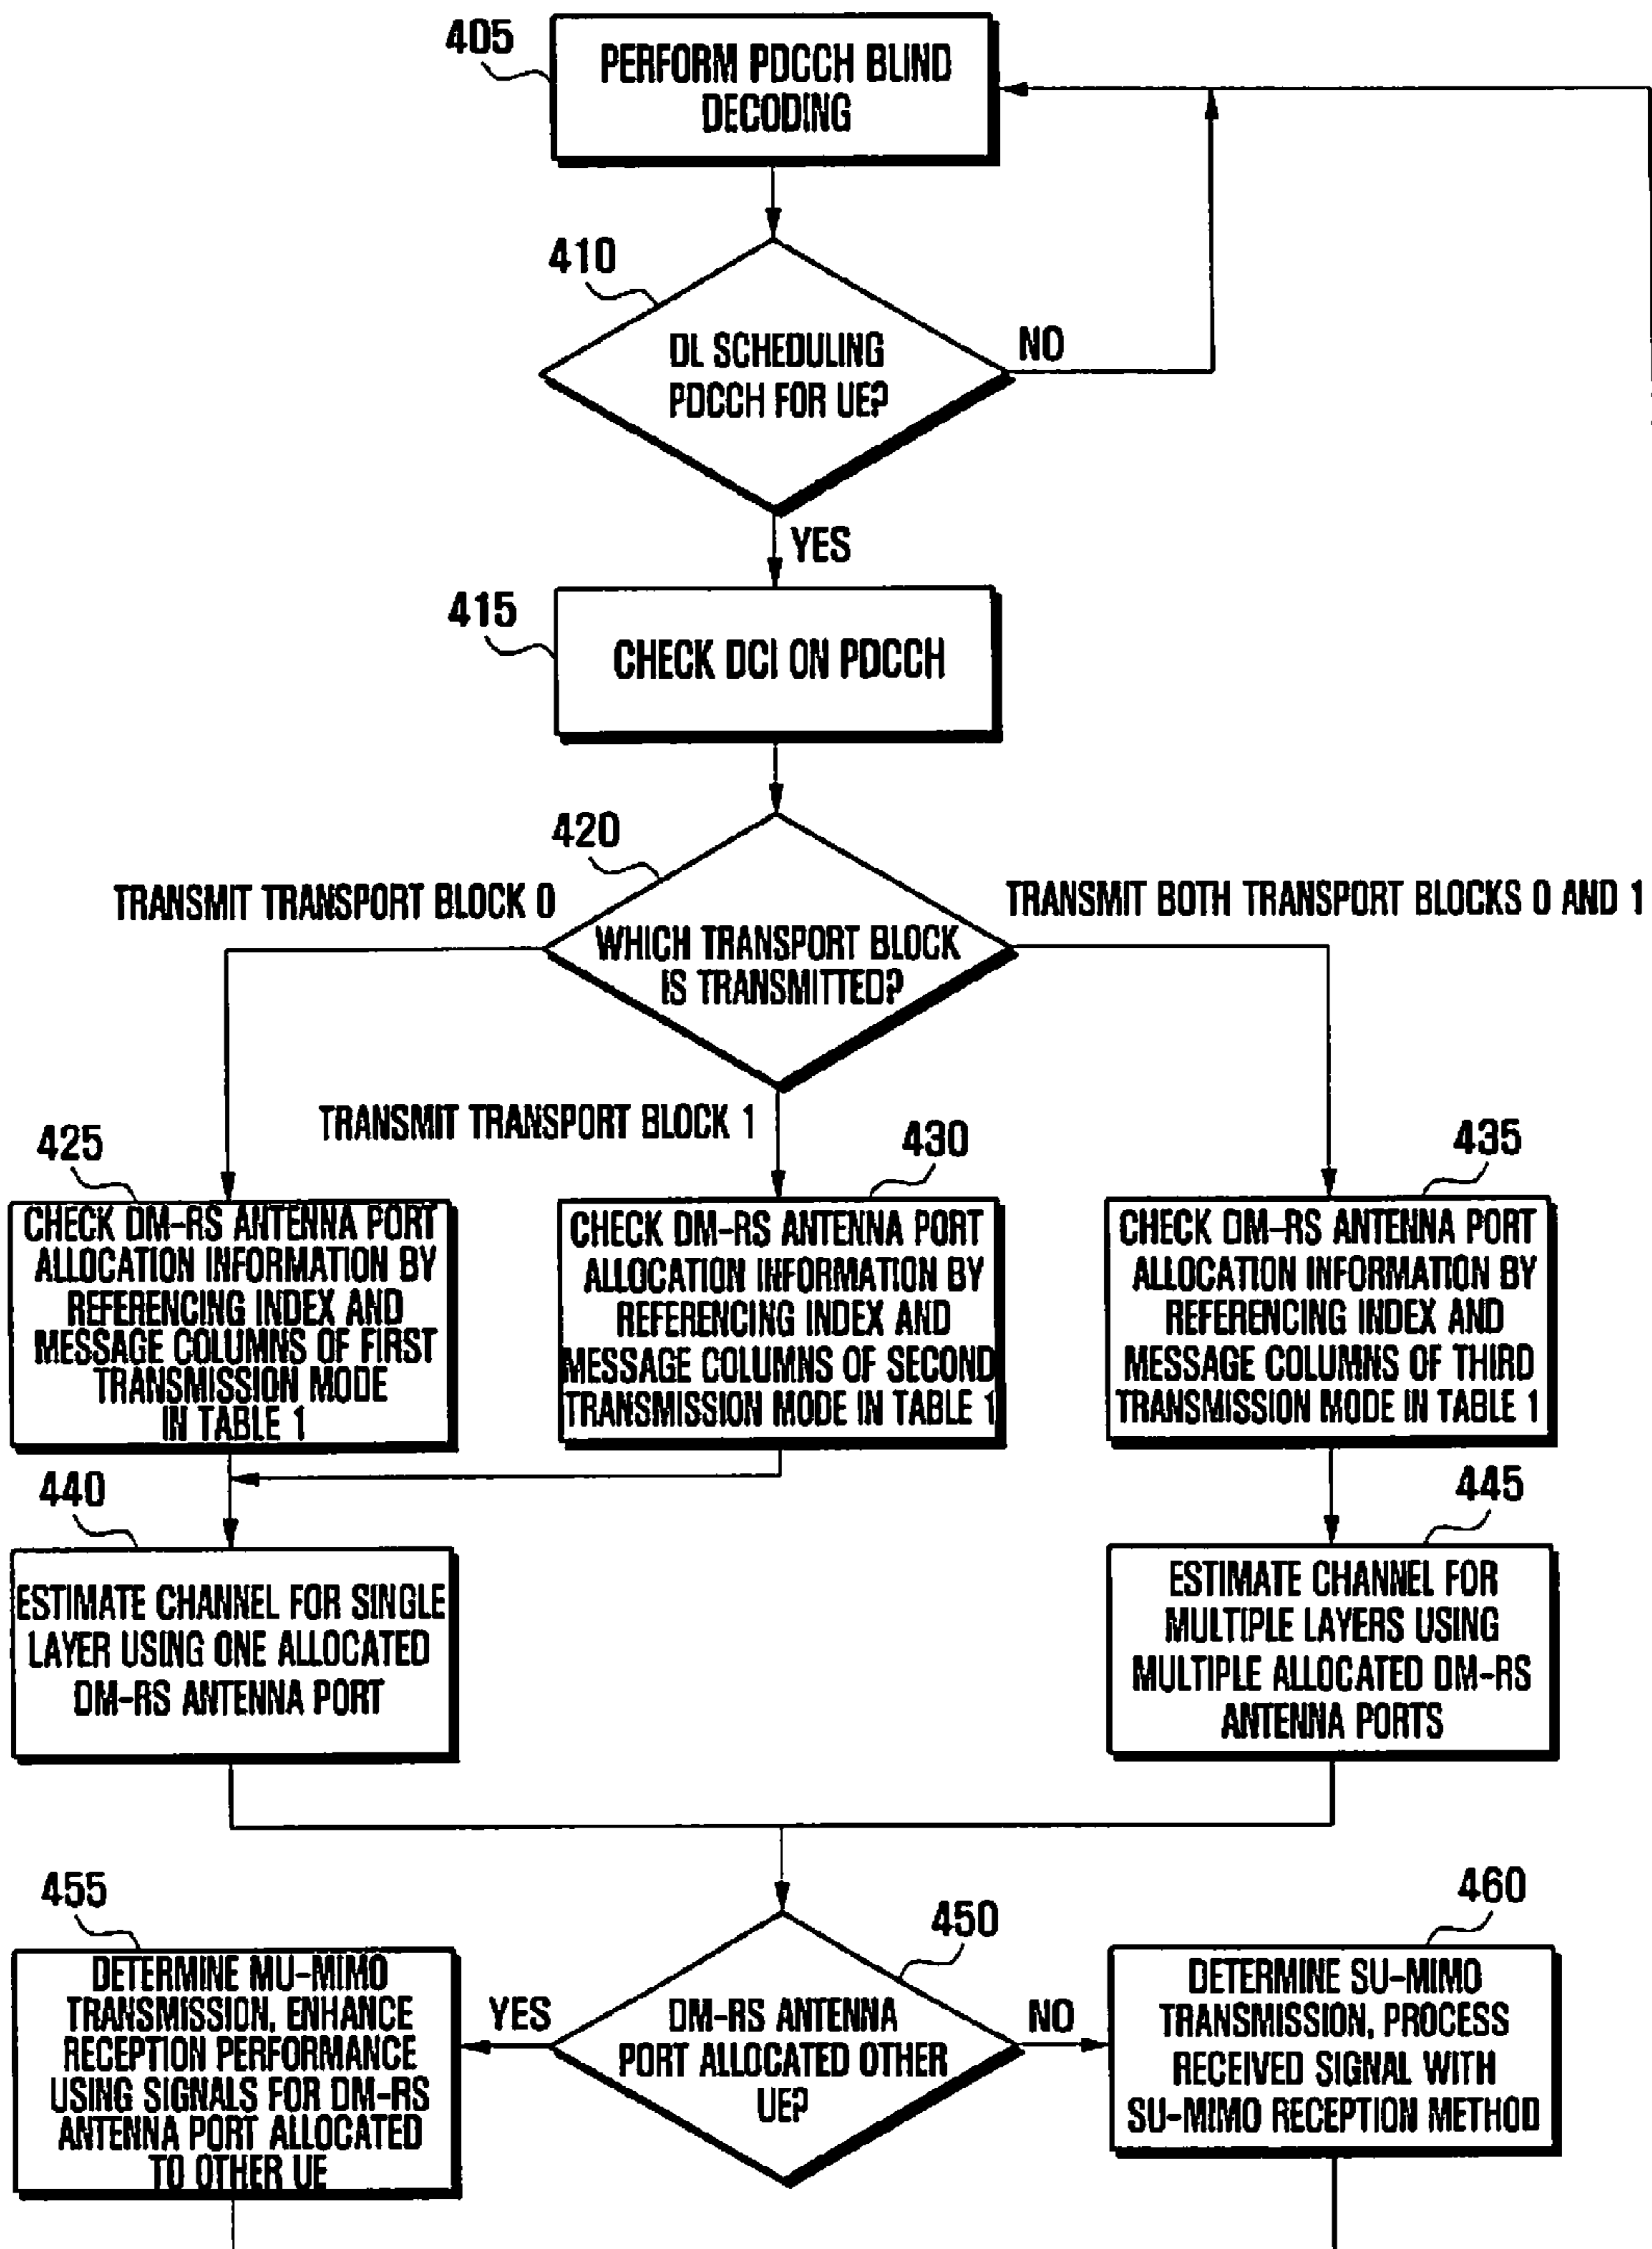 405
PERFORM PDCCH BLIND
DECODING
410
DL SCHEDULING
PDCCH FOR UE?
NO
YES
415
CHECK DCI ON PDCCH
420
TRANSMIT TRANSPORT BLOCK 0
TRANSMIT BOTH TRANSPORT BLOCKS 0 AND 1
WHICH TRANSPORT BLOCK
IS TRANSMITTED?
TRANSMIT TRANSPORT BLOCK 1
425
CHECK DM-RS ANTENNA PORT
ALLOCATION INFORMATION BY
REFERENCING INDEX AND
MESSAGE COLUMNS OF FIRST
TRANSMISSION MODE
IN TABLE 1
430
CHECK DM-RS ANTENNA PORT
ALLOCATION INFORMATION BY
REFERENCING INDEX AND
MESSAGE COLUMNS OF SECOND
TRANSMISSION MODE IN TABLE 1
435
CHECK DM-RS ANTENNA PORT
ALLOCATION INFORMATION BY
REFERENCING INDEX AND
MESSAGE COLUMNS OF THIRD
TRANSMISSION MODE IN TABLE 1
440
ESTIMATE CHANNEL FOR SINGLE
LAYER USING ONE ALLOCATED
DM-RS ANTENNA PORT
445
ESTIMATE CHANNEL FOR
MULTIPLE LAYERS USING
MULTIPLE ALLOCATED DM-RS
ANTENNA PORTS
455
DETERMINE MU-MIMO
TRANSMISSION, ENHANCE
RECEPTION PERFORMANCE
USING SIGNALS FOR DM-RS
ANTENNA PORT ALLOCATED
TO OTHER UE
YES
450
DM-RS ANTENNA
PORT ALLOCATED OTHER
UE?
NO
460
DETERMINE SU-MIMO
TRANSMISSION, PROCESS
RECEIVED SIGNAL WITH
SU-MIMO RECEPTION METHOD